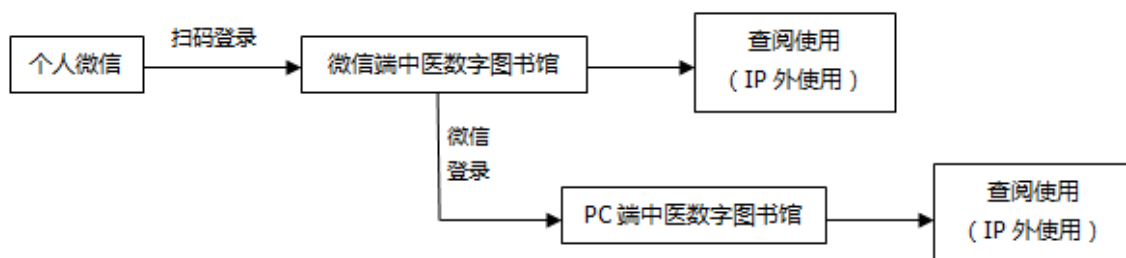 个人微信
扫码登录
微信端中医数字图书馆
查阅使用
（IP 外使用）
微信
登录
PC 端中医数字图书馆
查阅使用
（IP 外使用）